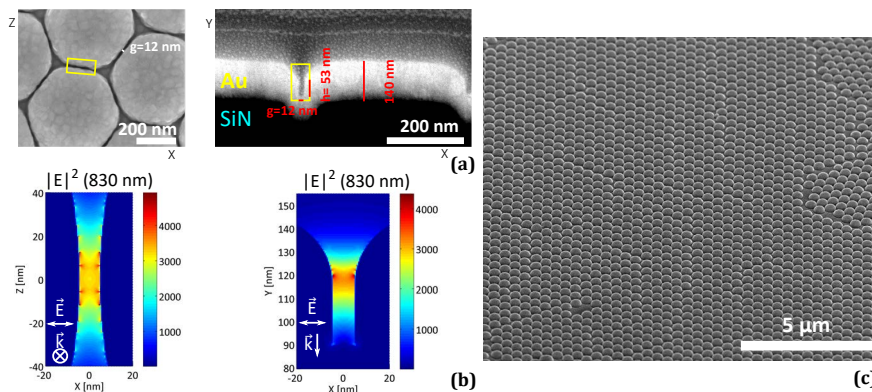 Z
g=12 nm
200 nm
X
Y
Au
SiN
g=12 nm
h= 53 nm
140 nm
200 nm
X
(a)
|E|² (830 nm)
40
20
0
-20
-40
Z [nm]
-20 0 20
X [nm]
4000
3000
2000
1000
E
k
|E|² (830 nm)
150
140
130
120
110
100
90
80
Y [nm]
-20 0 20
X [nm]
4000
3000
2000
1000
E
k
(b)
5 µm
(c)